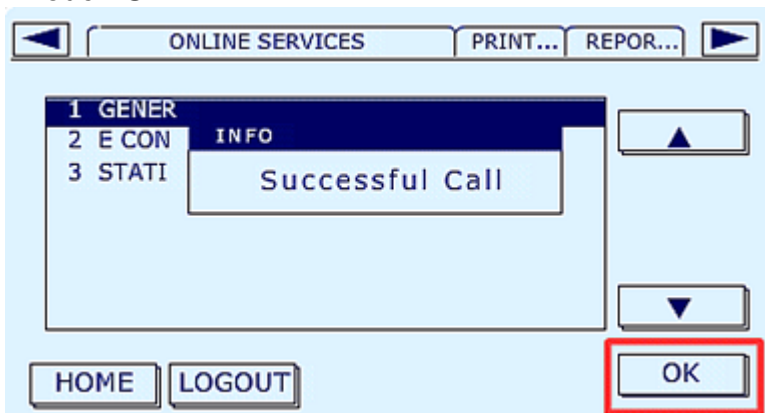 ONLINE SERVICES PRINT... REPOR...
1 GENER
INFO
2 E CON
3 STATI
Successful Call
HOME LOGOUT OK